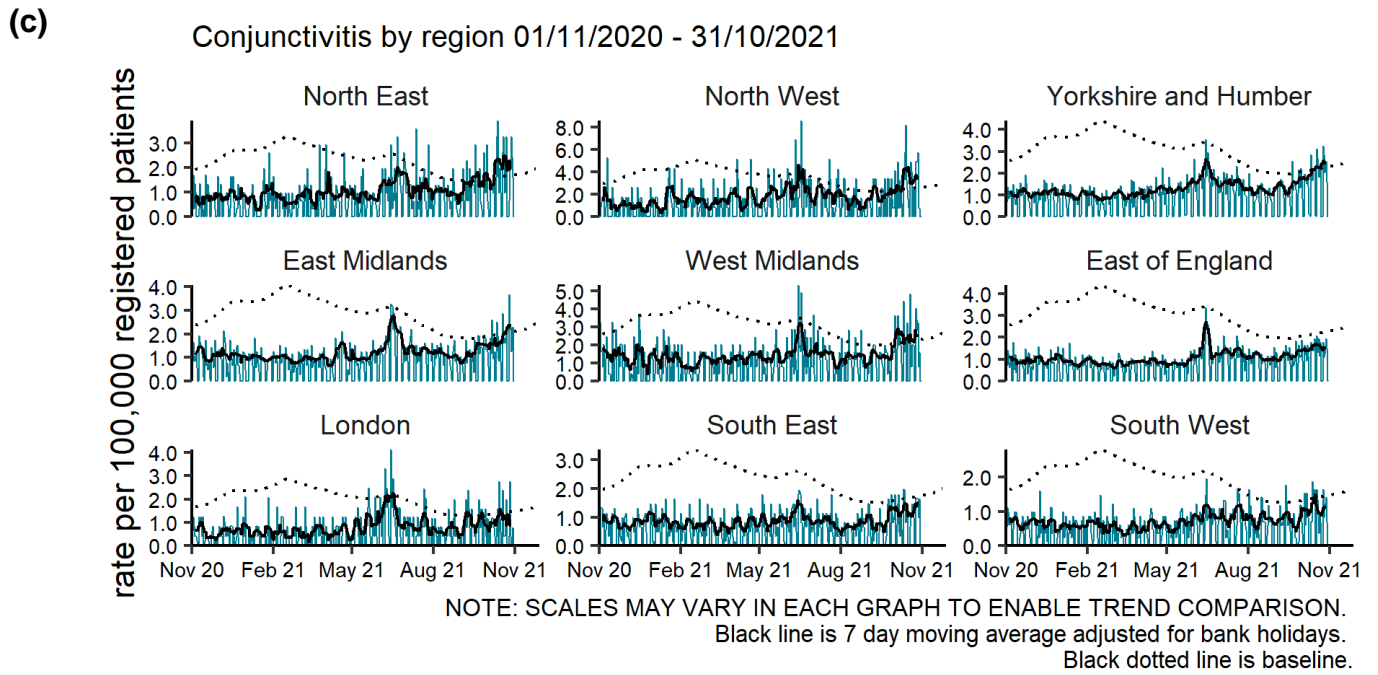 (c)
Conjunctivitis by region 01/11/2020 - 31/10/2021
rate per 100,000 registered patients
North East
3.0
2.0
1.0
0.0
North West
8.0
6.0
4.0
2.0
0.0
Yorkshire and Humber
4.0
3.0
2.0
1.0
0.0
East Midlands
4.0
3.0
2.0
1.0
0.0
West Midlands
5.0
4.0
3.0
2.0
1.0
0.0
East of England
4.0
3.0
2.0
1.0
0.0
London
4.0
3.0
2.0
1.0
0.0
Nov 20 Feb 21 May 21 Aug 21 Nov 21
South East
3.0
2.0
1.0
0.0
Nov 20 Feb 21 May 21 Aug 21 Nov 21
South West
2.0
1.0
0.0
Nov 20 Feb 21 May 21 Aug 21 Nov 21
NOTE: SCALES MAY VARY IN EACH GRAPH TO ENABLE TREND COMPARISON.
Black line is 7 day moving average adjusted for bank holidays.
Black dotted line is baseline.